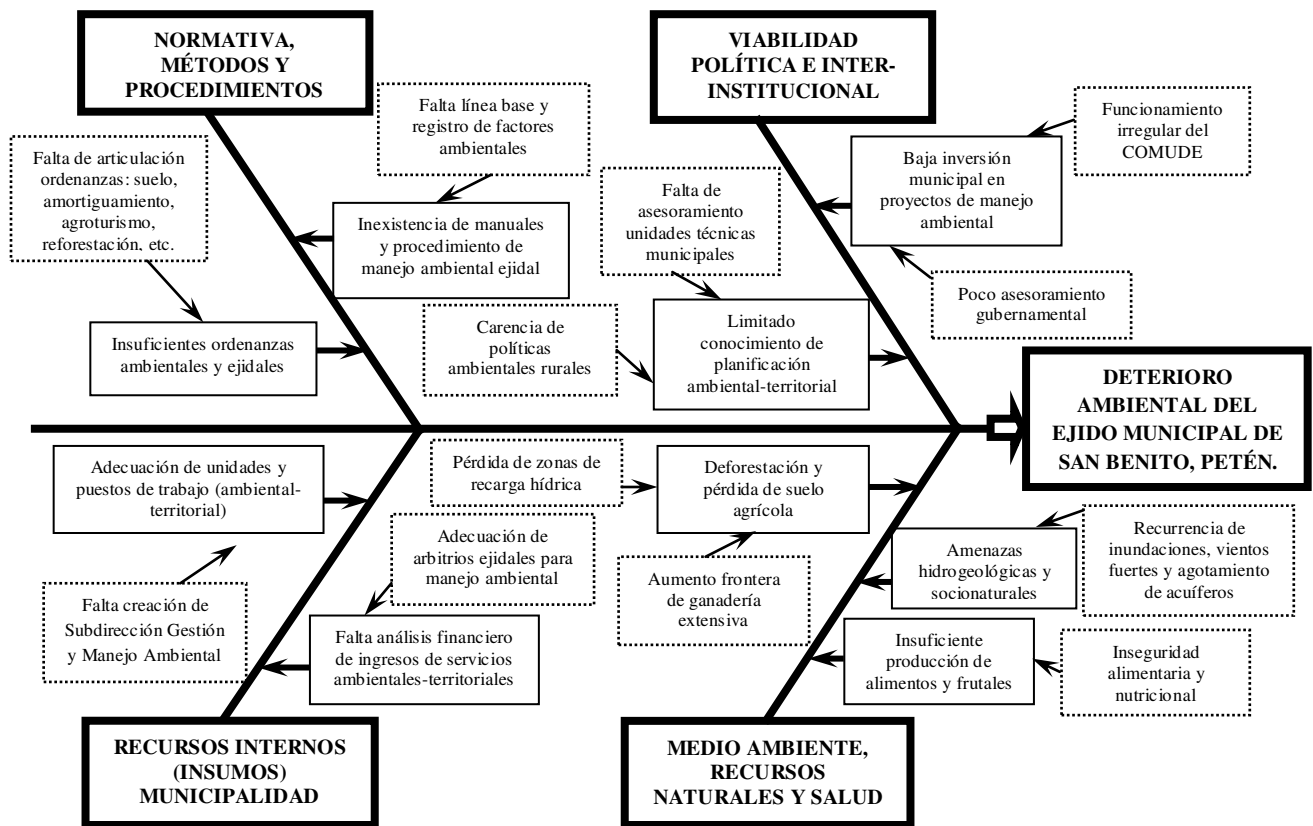 NORMATIVA,
MÉTODOS Y
PROCEDIMIENTOS
VIABILIDAD
POLÍTICA E INTER-
INSTITUCIONAL
Falta línea base y
registro de factores
ambientales
Funcionamiento
irregular del
COMUDE
Falta de articulación
ordenanzas: suelo,
amortiguamiento,
agroturismo,
reforestación, etc.
Baja inversión
municipal en
proyectos de manejo
ambiental
Falta de
asesoramiento
unidades técnicas
municipales
Inexistencia de manuales
y procedimiento de
manejo ambiental ejidal
Poco asesoramiento
gubernamental
Insuficientes ordenanzas
ambientales y ejidales
Carencia de
políticas
ambientales rurales
Limitado
conocimiento de
planificación
ambiental-territorial
DETERIORO
AMBIENTAL DEL
EJIDO MUNICIPAL DE
SAN BENITO, PETÉN.
Adecuación de unidades y
puestos de trabajo (ambiental-
territorial)
Pérdida de zonas de
recarga hídrica
Deforestación y
pérdida de suelo
agrícola
Adecuación de
arbitrios ejidales para
manejo ambiental
Amenazas
hidrogeológicas y
socionaturales
Recurrencia de
inundaciones, vientos
fuertes y agotamiento
de acuíferos
Aumento frontera
de ganadería
extensiva
Falta creación de
Subdirección Gestión
y Manejo Ambiental
Falta análisis financiero
de ingresos de servicios
ambientales-territoriales
Insuficiente
producción de
alimentos y frutales
Inseguridad
alimentaria y
nutricional
RECURSOS INTERNOS
(INSUMOS)
MUNICIPALIDAD
MEDIO AMBIENTE,
RECURSOS
NATURALES Y SALUD